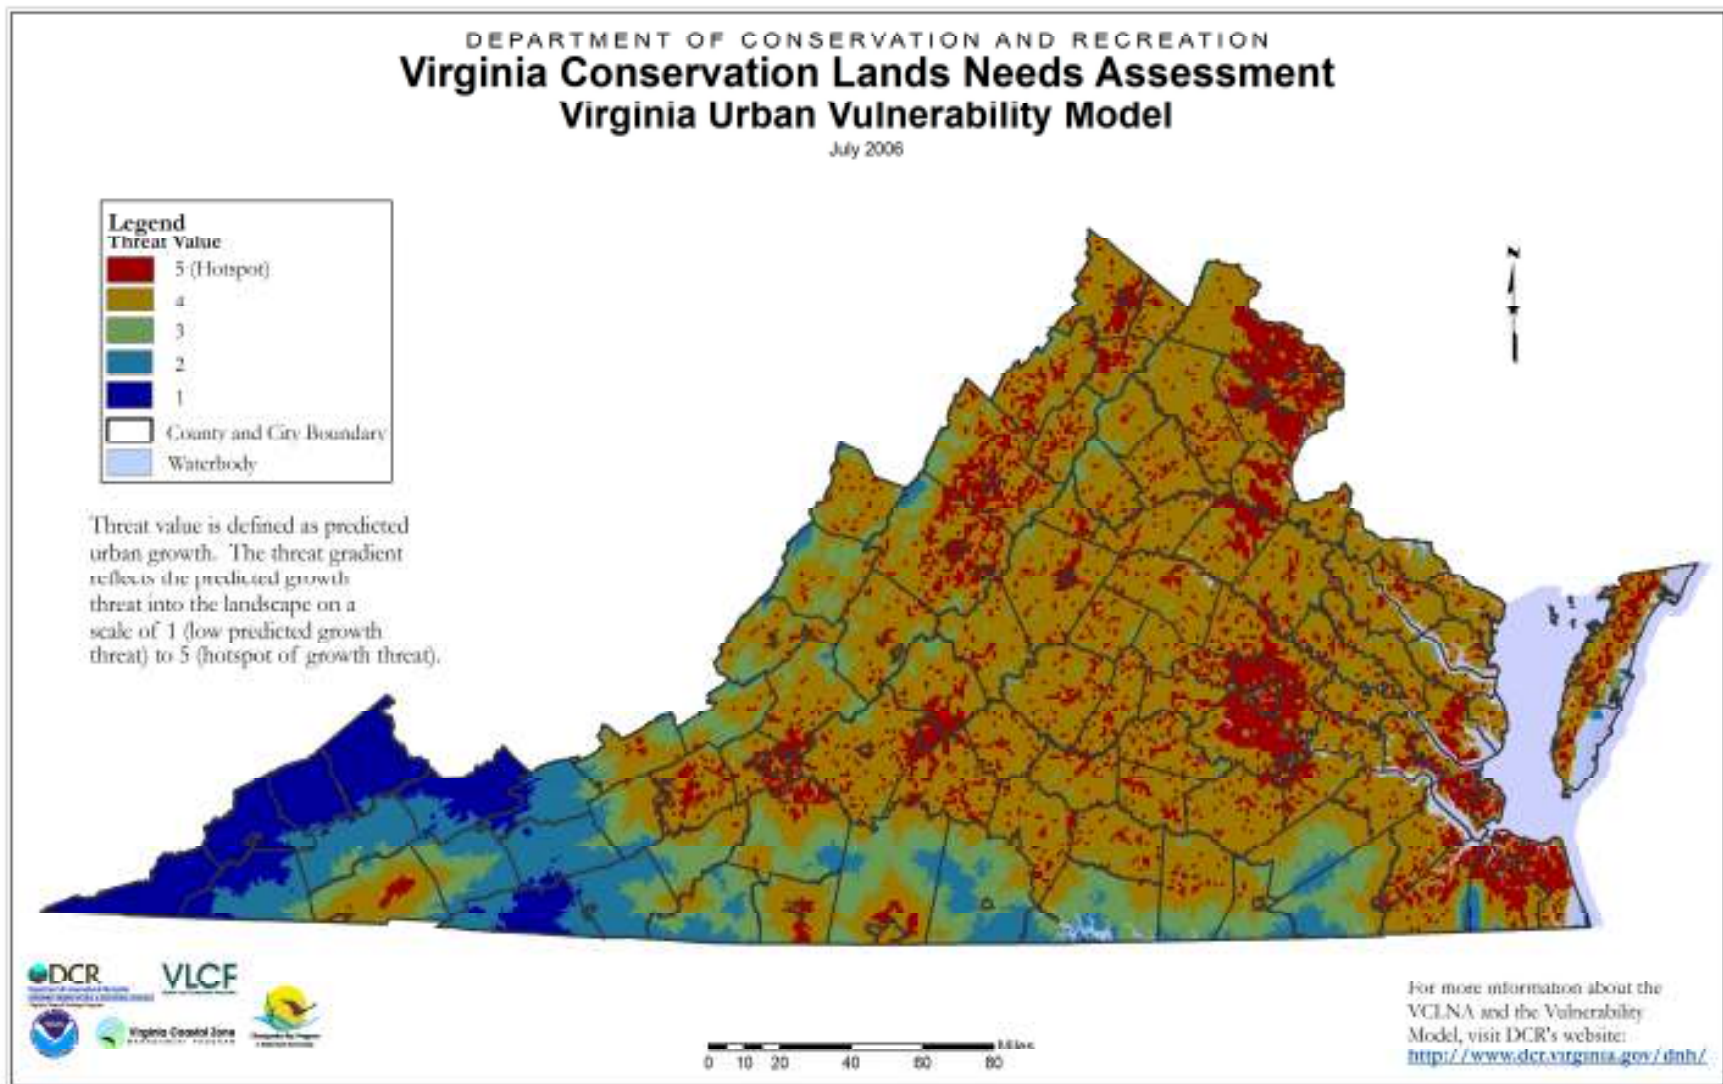 DEPARTMENT OF CONSERVATION AND RECREATION
Virginia Conservation Lands Needs Assessment
Virginia Urban Vulnerability Model
July 2006
Legend
Threat Value
5 (Hotspot)
4
3
2
1
County and City Boundary
Waterbody
Threat value is defined as predicted
urban growth. The threat gradient
reflects the predicted growth
threat into the landscape on a
scale of 1 (low predicted growth
threat) to 5 (hotspot of growth threat).
N
DCR
VLCF
Virginia Coastal Zone
MANAGEMENT PROGRAM
Miles
0 10 20 40 60 80
For more information about the
VCLNA and the Vulnerability
Model, visit DCR's website:
http://www.dcr.virginia.gov/dnh/